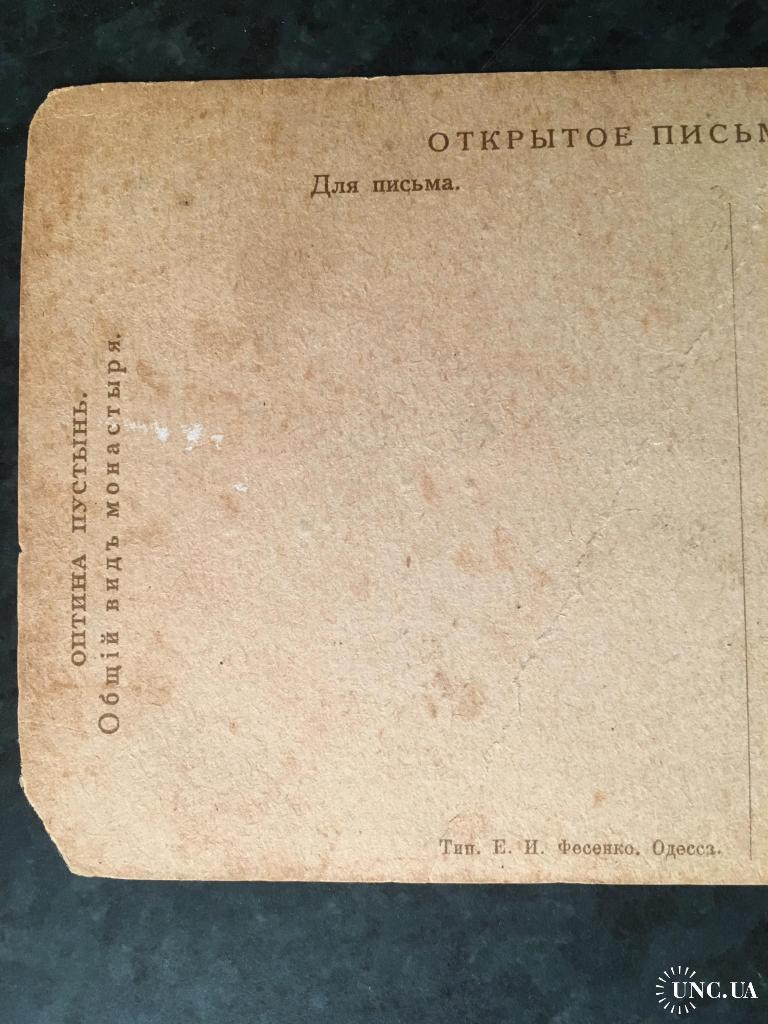 ОТКРЫТОЕ ПИСЬМ
Для письма.
ОПТИНА ПУСТЫНЬ.
Общій видъ монастыря.
Тип. Е. И. Фесенко. Одесса.
UNC.UA